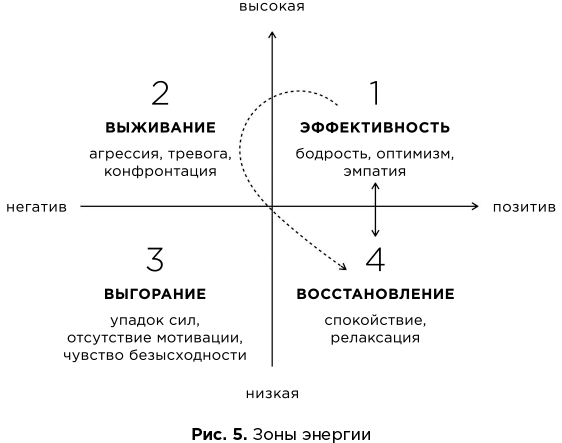 высокая
2
ВЫЖИВАНИЕ
агрессия, тревога,
конфронтация
1
ЭФФЕКТИВНОСТЬ
бодрость, оптимизм,
эмпатия
негатив
позитив
3
ВЫГОРАНИЕ
упадок сил,
отсутствие мотивации,
чувство безысходности
4
ВОССТАНОВЛЕНИЕ
спокойствие,
релаксация
низкая
Рис. 5. Зоны энергии